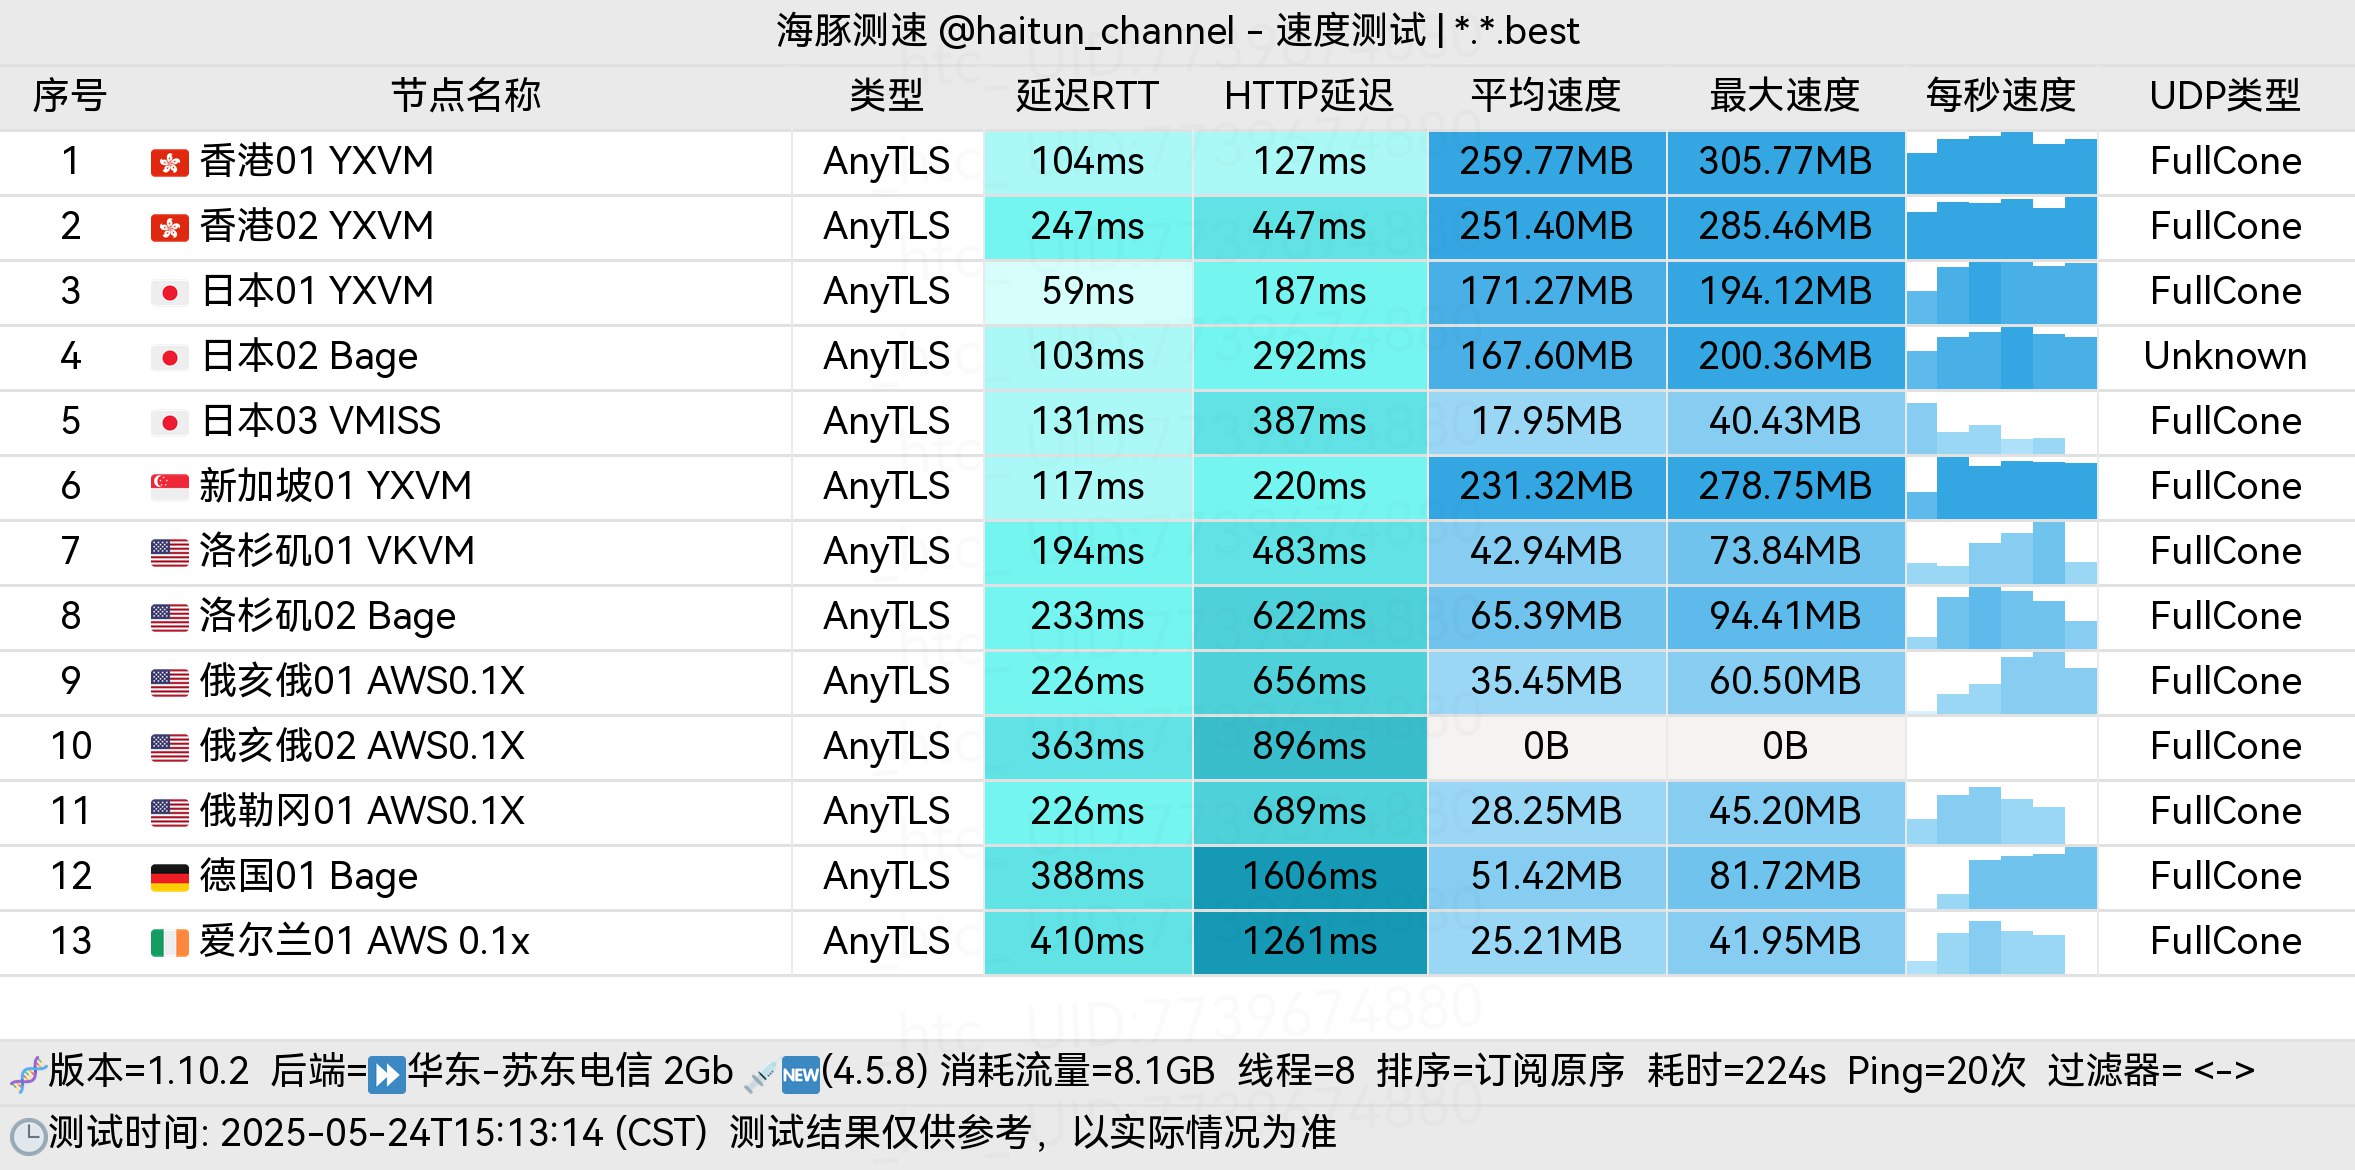 海豚测速 @haitun_channel - 速度测试 | *.*.best
序号 节点名称 类型 延迟RTT HTTP延迟 平均速度 最大速度 每秒速度 UDP类型
1 香港01 YXVM AnyTLS 104ms 127ms 259.77MB 305.77MB FullCone
2 香港02 YXVM AnyTLS 247ms 447ms 251.40MB 285.46MB FullCone
3 日本01 YXVM AnyTLS 59ms 187ms 171.27MB 194.12MB FullCone
4 日本02 Bage AnyTLS 103ms 292ms 167.60MB 200.36MB Unknown
5 日本03 VMISS AnyTLS 131ms 387ms 17.95MB 40.43MB FullCone
6 新加坡01 YXVM AnyTLS 117ms 220ms 231.32MB 278.75MB FullCone
7 洛杉矶01 VKVM AnyTLS 194ms 483ms 42.94MB 73.84MB FullCone
8 洛杉矶02 Bage AnyTLS 233ms 622ms 65.39MB 94.41MB FullCone
9 俄亥俄01 AWS0.1X AnyTLS 226ms 656ms 35.45MB 60.50MB FullCone
10 俄亥俄02 AWS0.1X AnyTLS 363ms 896ms 0B 0B FullCone
11 俄勒冈01 AWS0.1X AnyTLS 226ms 689ms 28.25MB 45.20MB FullCone
12 德国01 Bage AnyTLS 388ms 1606ms 51.42MB 81.72MB FullCone
13 爱尔兰01 AWS 0.1x AnyTLS 410ms 1261ms 25.21MB 41.95MB FullCone
版本=1.10.2 后端=⏩华东-苏东电信 2Gb 💉🆕(4.5.8) 消耗流量=8.1GB 线程=8 排序=订阅原序 耗时=224s Ping=20次 过滤器= <->
测试时间: 2025-05-24T15:13:14 (CST) 测试结果仅供参考，以实际情况为准